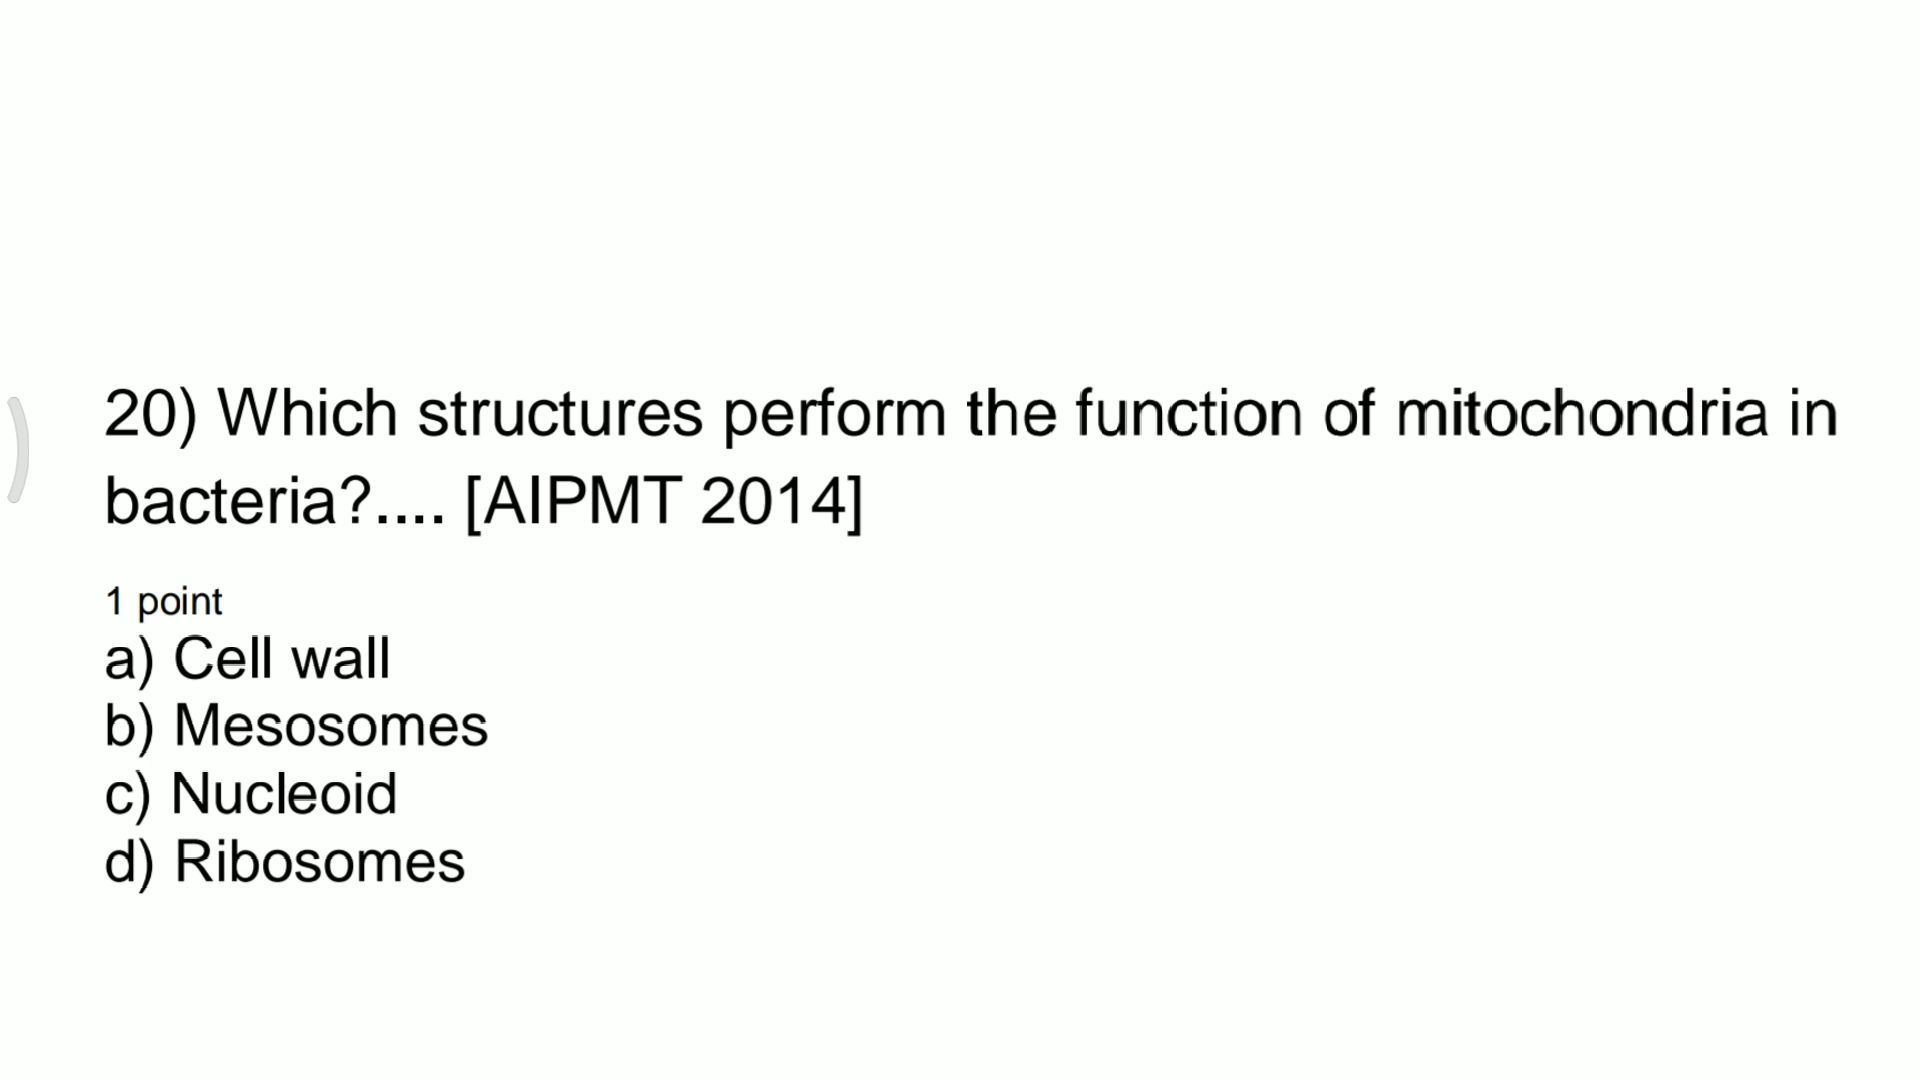 20) Which structures perform the function of mitochondria in
bacteria?.... [AIPMT 2014]
1 point
a) Cell wall
b) Mesosomes
c) Nucleoid
d) Ribosomes